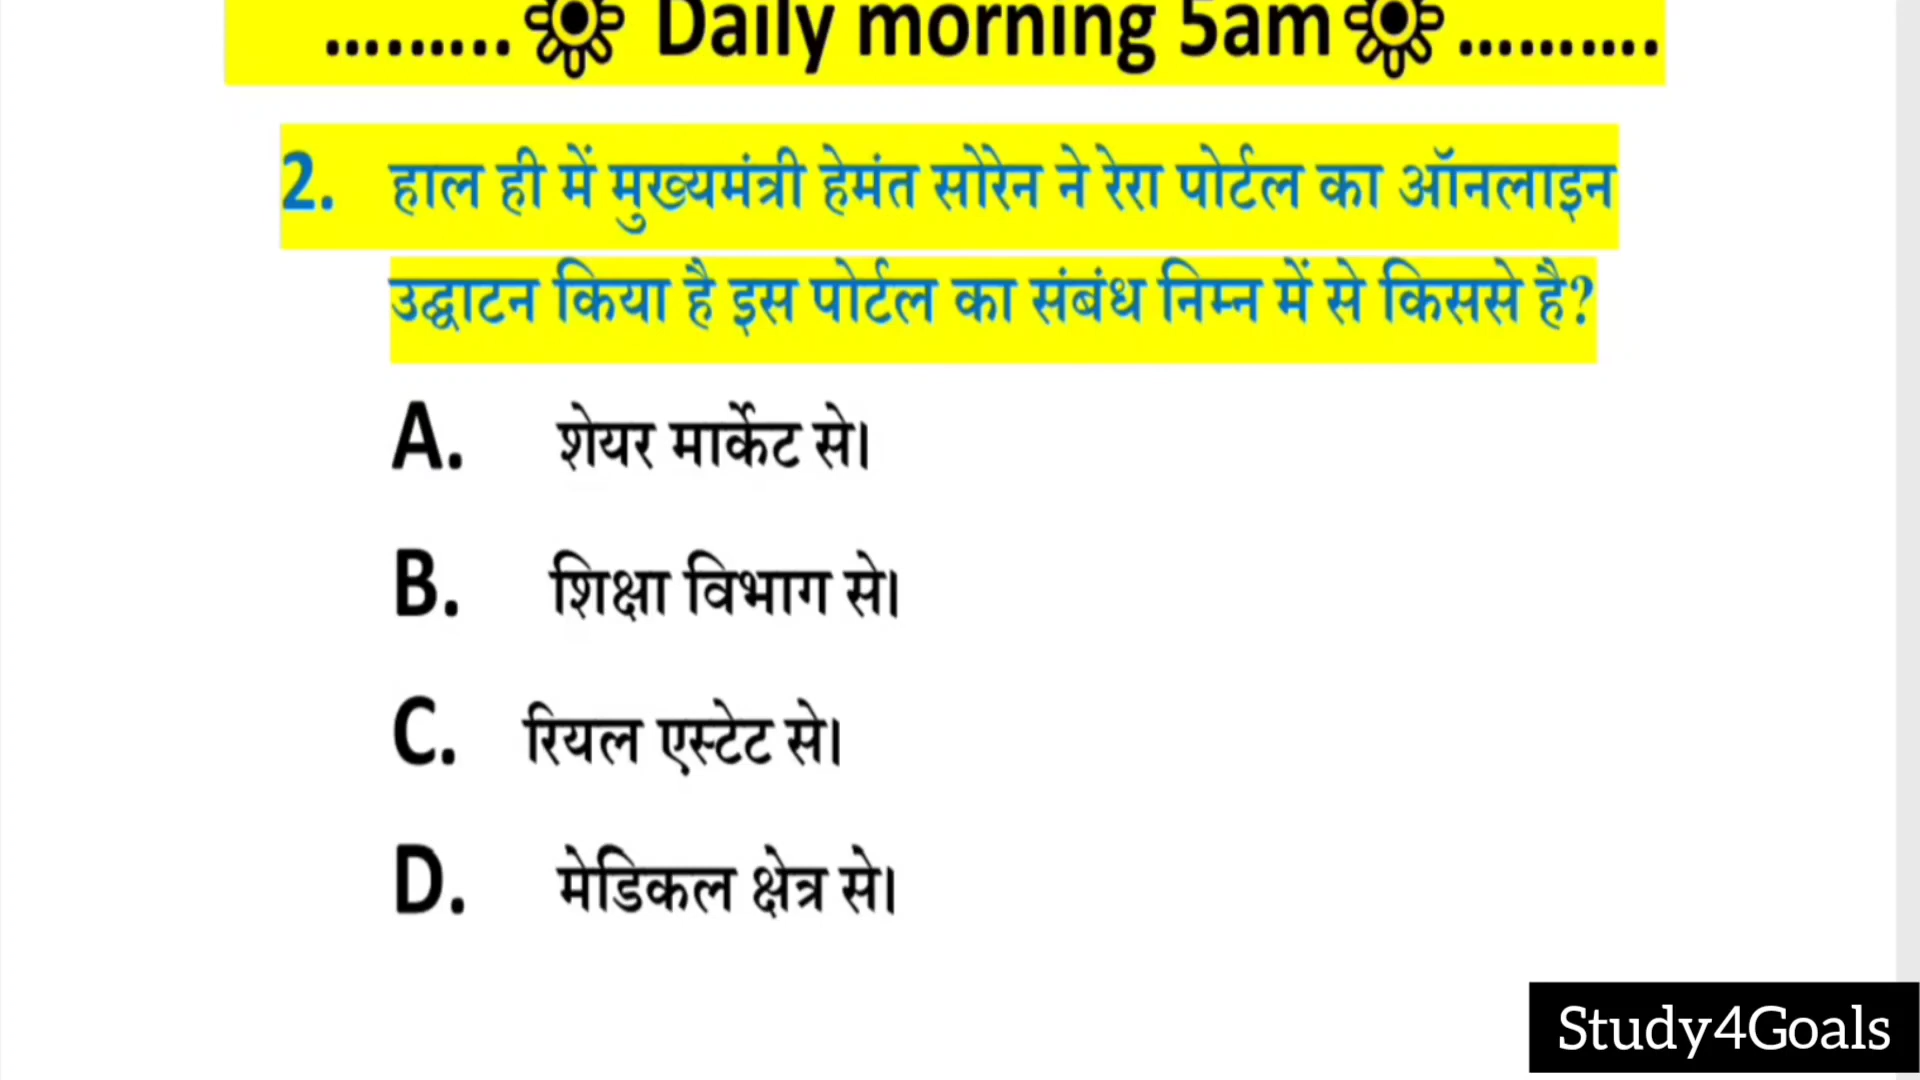 ......... Daily morning 5am ..........
2. हाल ही में मुख्यमंत्री हेमंत सोरेन ने रेरा पोर्टल का ऑनलाइन
उद्घाटन किया है इस पोर्टल का संबंध निम्न में से किससे है?
A. शेयर मार्केट से।
B. शिक्षा विभाग से।
C. रियल एस्टेट से।
D. मेडिकल क्षेत्र से।
Study4Goals